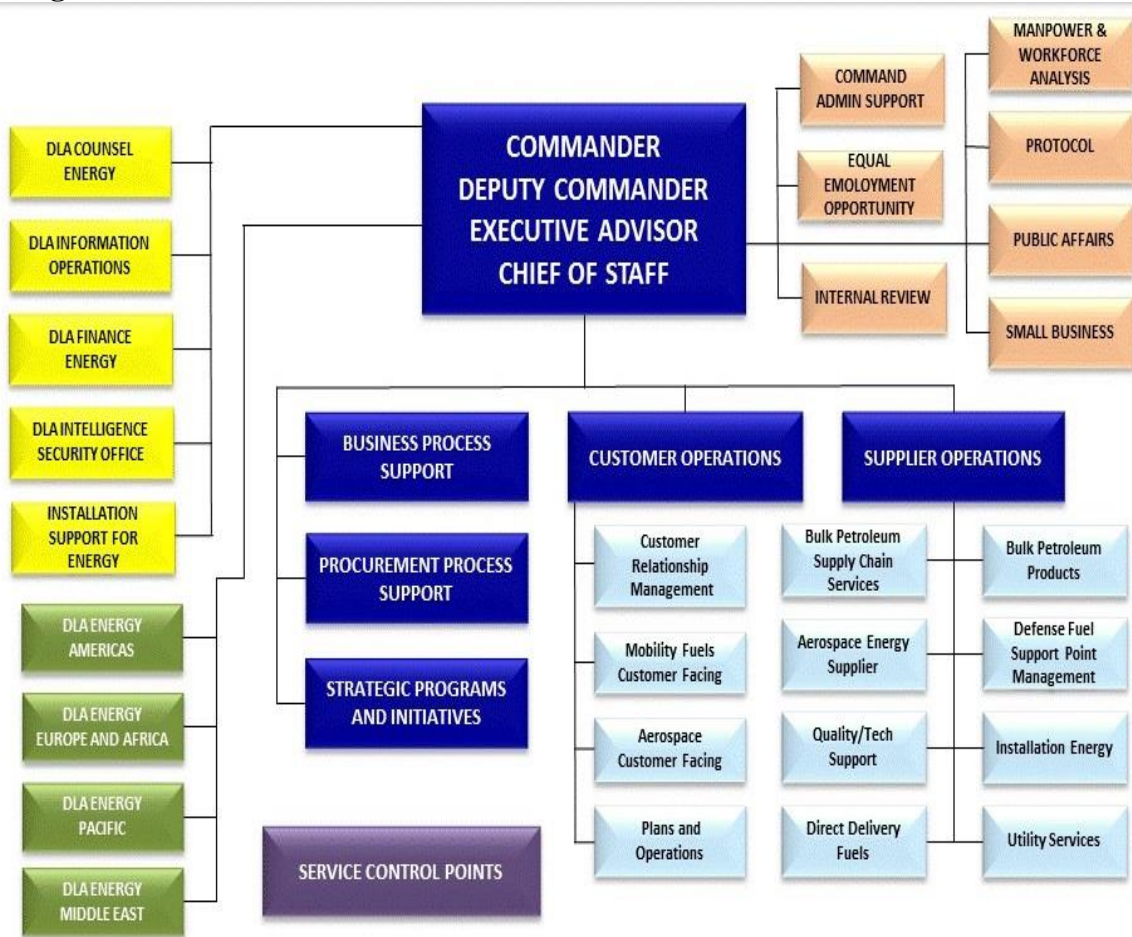 COMMANDER
DEPUTY COMMANDER
EXECUTIVE ADVISOR
CHIEF OF STAFF
COMMAND
ADMIN SUPPORT
EQUAL
EMOLOYMENT
OPPORTUNITY
INTERNAL REVIEW
MANPOWER &
WORKFORCE
ANALYSIS
PROTOCOL
PUBLIC AFFAIRS
SMALL BUSINESS
DLA COUNSEL
ENERGY
DLA INFORMATION
OPERATIONS
DLA FINANCE
ENERGY
DLA INTELLIGENCE
SECURITY OFFICE
INSTALLATION
SUPPORT FOR
ENERGY
DLA ENERGY
AMERICAS
DLA ENERGY
EUROPE AND AFRICA
DLA ENERGY
PACIFIC
DLA ENERGY
MIDDLE EAST
BUSINESS PROCESS
SUPPORT
PROCUREMENT PROCESS
SUPPORT
STRATEGIC PROGRAMS
AND INITIATIVES
SERVICE CONTROL POINTS
CUSTOMER OPERATIONS
Customer
Relationship
Management
Mobility Fuels
Customer Facing
Aerospace
Customer Facing
Plans and
Operations
SUPPLIER OPERATIONS
Bulk Petroleum
Supply Chain
Services
Aerospace Energy
Supplier
Quality/Tech
Support
Direct Delivery
Fuels
Bulk Petroleum
Products
Defense Fuel
Support Point
Management
Installation Energy
Utility Services